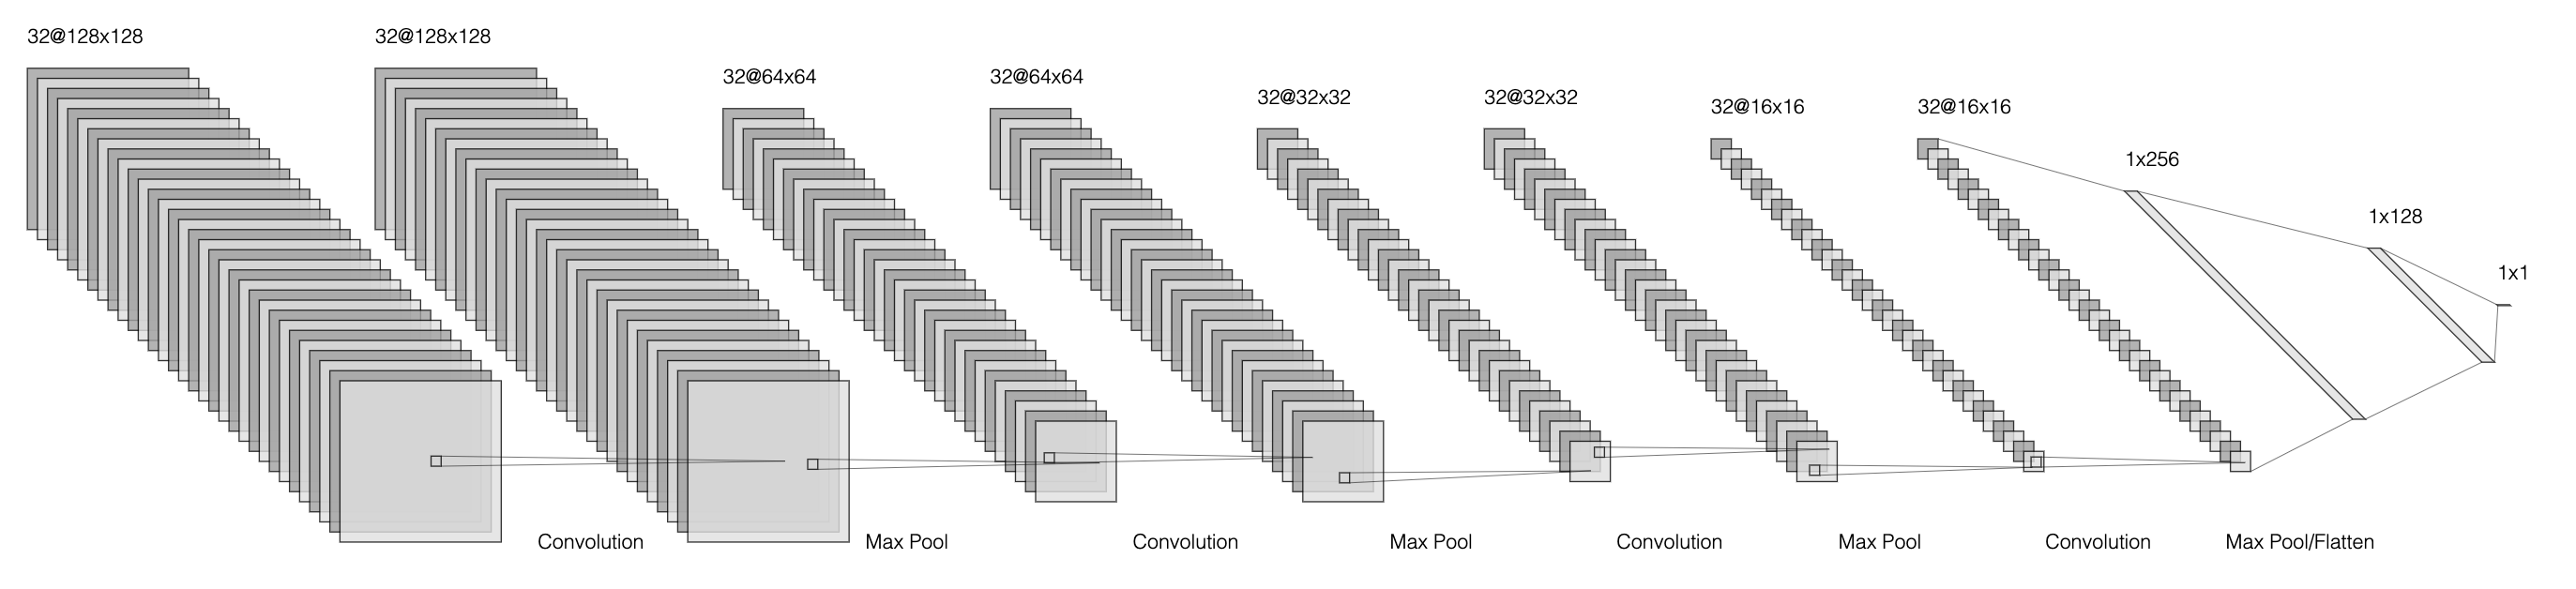 32@128x128
32@128x128
32@64x64
32@64x64
32@32x32
32@32x32
32@16x16
32@16x16
1x256
1x128
1x1
Convolution
Max Pool
Convolution
Max Pool
Convolution
Max Pool
Convolution
Max Pool/Flatten